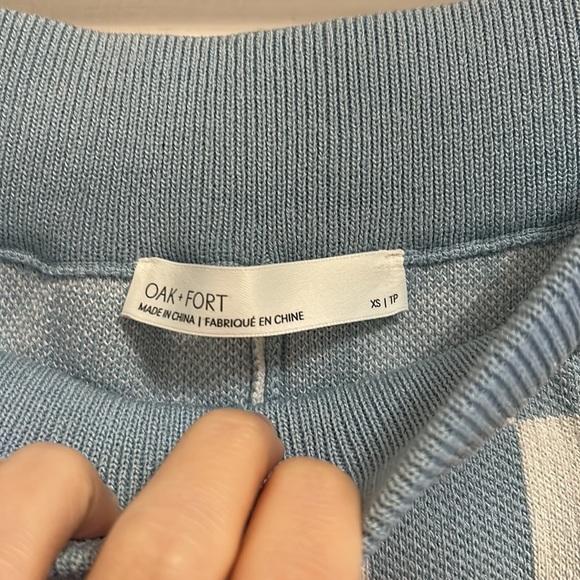 OAK + FORT
MADE IN CHINA | FABRIQUÉ EN CHINE
XS | TP